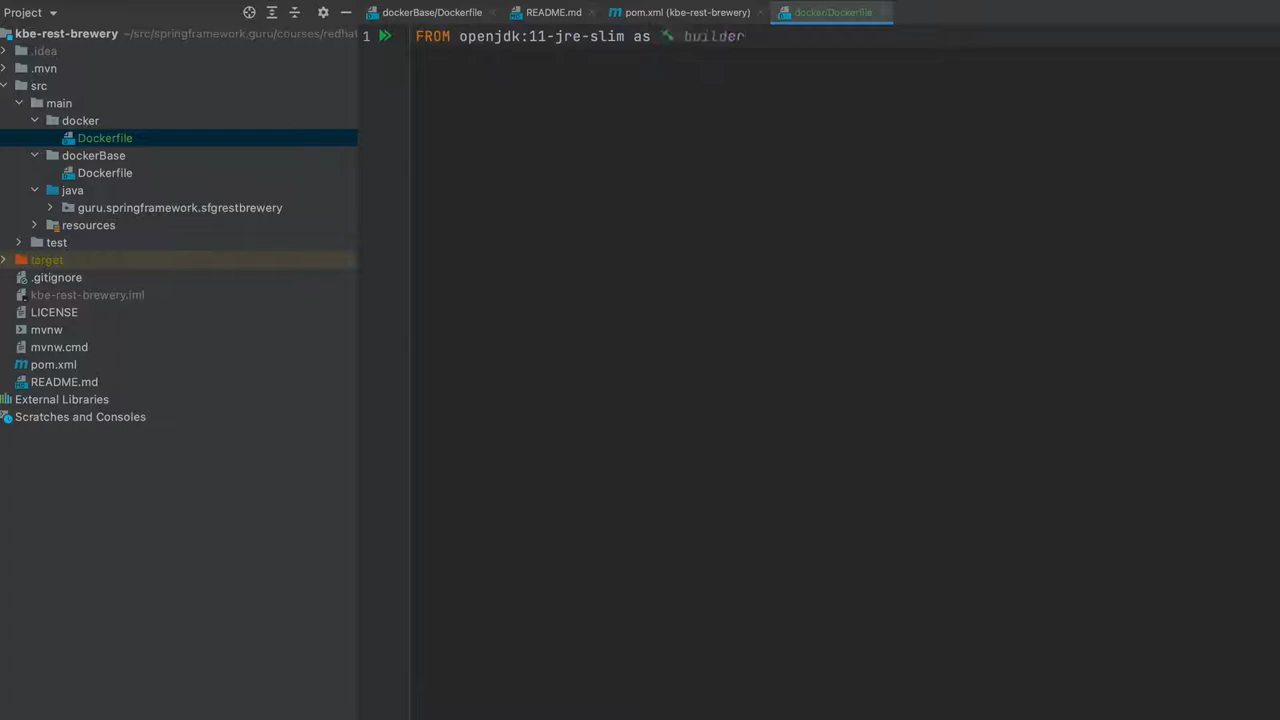 Project
dockerBase/Dockerfile
README.md
pom.xml (kbe-rest-brewery)
docker/Dockerfile
kbe-rest-brewery ~/src/springframework.guru/courses/redhat
1
FROM openjdk:11-jre-slim as builder
.idea
.mvn
src
main
docker
Dockerfile
dockerBase
Dockerfile
java
guru.springframework.sfgrestbrewery
resources
test
target
.gitignore
kbe-rest-brewery.iml
LICENSE
mvnw
mvnw.cmd
pom.xml
README.md
External Libraries
Scratches and Consoles